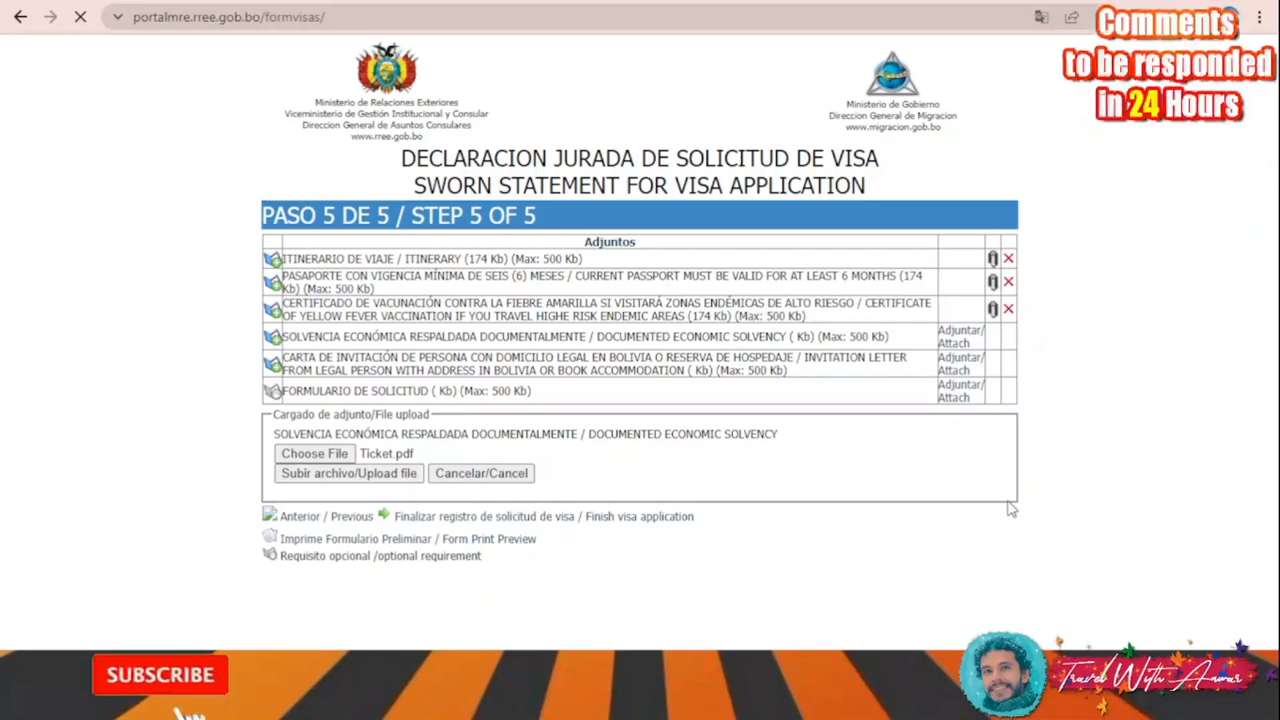 portalmre.rree.gob.bo/formvisas/
Comments
to be responded
in 24 Hours
Ministerio de Relaciones Exteriores
Viceministerio de Gestión Institucional y Consular
Direccion General de Asuntos Consulares
www.rree.gob.bo
Ministerio de Gobierno
Direccion General de Migracion
www.migracion.gob.bo
DECLARACION JURADA DE SOLICITUD DE VISA
SWORN STATEMENT FOR VISA APPLICATION
PASO 5 DE 5 / STEP 5 OF 5
Adjuntos
ITINERARIO DE VIAJE / ITINERARY (174 Kb) (Max: 500 Kb)
PASAPORTE CON VIGENCIA MÍNIMA DE SEIS (6) MESES / CURRENT PASSPORT MUST BE VALID FOR AT LEAST 6 MONTHS (174
Kb) (Max: 500 Kb)
CERTIFICADO DE VACUNACIÓN CONTRA LA FIEBRE AMARILLA SI VISITARÁ ZONAS ENDÉMICAS DE ALTO RIESGO / CERTIFICATE
OF YELLOW FEVER VACCINATION IF YOU TRAVEL HIGHE RISK ENDEMIC AREAS (174 Kb) (Max: 500 Kb)
SOLVENCIA ECONÓMICA RESPALDADA DOCUMENTALMENTE / DOCUMENTED ECONOMIC SOLVENCY ( Kb) (Max: 500 Kb)
Adjuntar/
Attach
CARTA DE INVITACIÓN DE PERSONA CON DOMICILIO LEGAL EN BOLIVIA O RESERVA DE HOSPEDAJE / INVITATION LETTER
FROM LEGAL PERSON WITH ADDRESS IN BOLIVIA OR BOOK ACCOMMODATION ( Kb) (Max: 500 Kb)
Adjuntar/
Attach
FORMULARIO DE SOLICITUD ( Kb) (Max: 500 Kb)
Adjuntar/
Attach
Cargado de adjunto/File upload
SOLVENCIA ECONÓMICA RESPALDADA DOCUMENTALMENTE / DOCUMENTED ECONOMIC SOLVENCY
Choose File Ticket.pdf
Subir archivo/Upload file Cancelar/Cancel
Anterior / Previous Finalizar registro de solicitud de visa / Finish visa application
Imprime Formulario Preliminar / Form Print Preview
Requisito opcional /optional requirement
SUBSCRIBE
Travel With Anwar